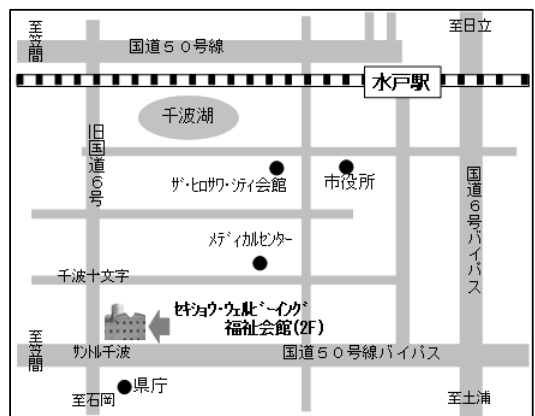 至笠間
国道５０号線
至日立
水戸駅
千波湖
旧国道６号
ザ・ヒロサワ・シティ会館
市役所
国道６号バイパス
メディカルセンター
千波十文字
セキショウ・ウェルビーイング
福祉会館(2F)
至笠間
サントル千波
国道５０号線バイパス
県庁
至石岡
至土浦